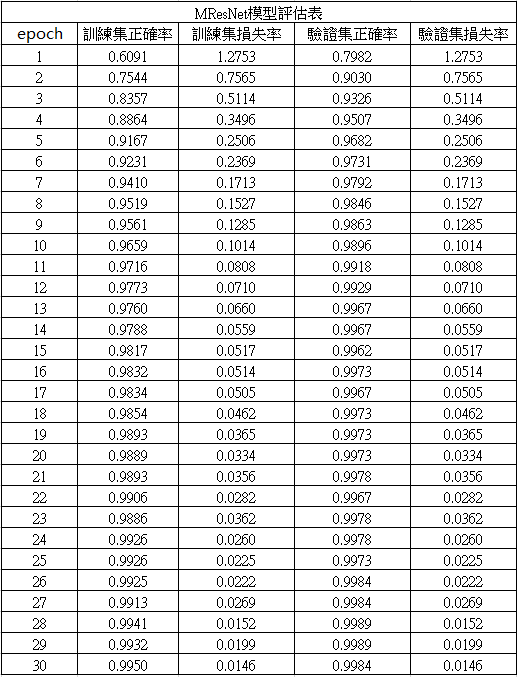 MResNet模型評估表
epoch 訓練集正確率 訓練集損失率 驗證集正確率 驗證集損失率
1 0.6091 1.2753 0.7982 1.2753
2 0.7544 0.7565 0.9030 0.7565
3 0.8357 0.5114 0.9326 0.5114
4 0.8864 0.3496 0.9507 0.3496
5 0.9167 0.2506 0.9682 0.2506
6 0.9231 0.2369 0.9731 0.2369
7 0.9410 0.1713 0.9792 0.1713
8 0.9519 0.1527 0.9846 0.1527
9 0.9561 0.1285 0.9863 0.1285
10 0.9659 0.1014 0.9896 0.1014
11 0.9716 0.0808 0.9918 0.0808
12 0.9773 0.0710 0.9929 0.0710
13 0.9760 0.0660 0.9967 0.0660
14 0.9788 0.0559 0.9967 0.0559
15 0.9817 0.0517 0.9962 0.0517
16 0.9832 0.0514 0.9973 0.0514
17 0.9834 0.0505 0.9967 0.0505
18 0.9854 0.0462 0.9973 0.0462
19 0.9893 0.0365 0.9973 0.0365
20 0.9889 0.0334 0.9973 0.0334
21 0.9893 0.0356 0.9978 0.0356
22 0.9906 0.0282 0.9967 0.0282
23 0.9886 0.0362 0.9978 0.0362
24 0.9926 0.0260 0.9978 0.0260
25 0.9926 0.0225 0.9973 0.0225
26 0.9925 0.0222 0.9984 0.0222
27 0.9913 0.0269 0.9984 0.0269
28 0.9941 0.0152 0.9989 0.0152
29 0.9932 0.0199 0.9989 0.0199
30 0.9950 0.0146 0.9984 0.0146